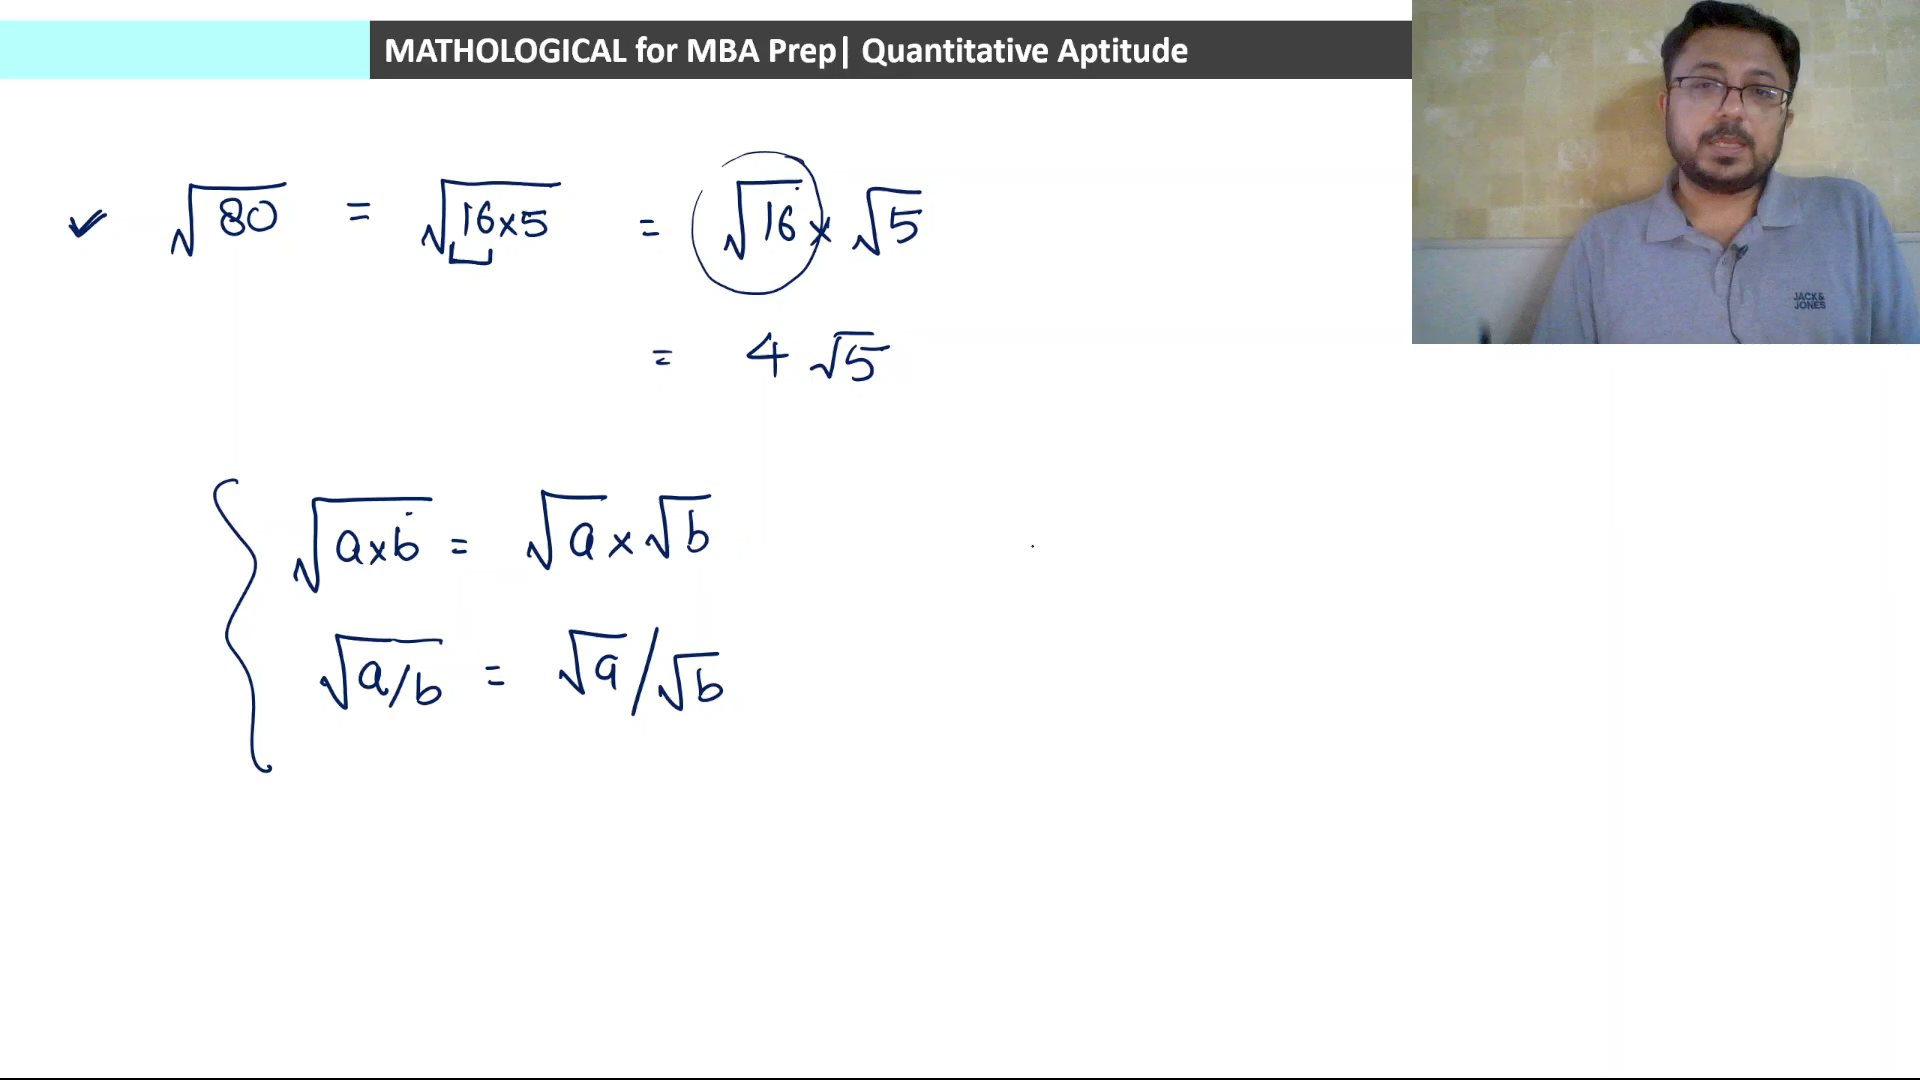 MATHOLOGICAL for MBA Prep| Quantitative Aptitude
√80 = √16×5 = √16 × √5
= 4 √5
√a×b = √a × √b
√a/b = √a / √b
JACK&
JONES